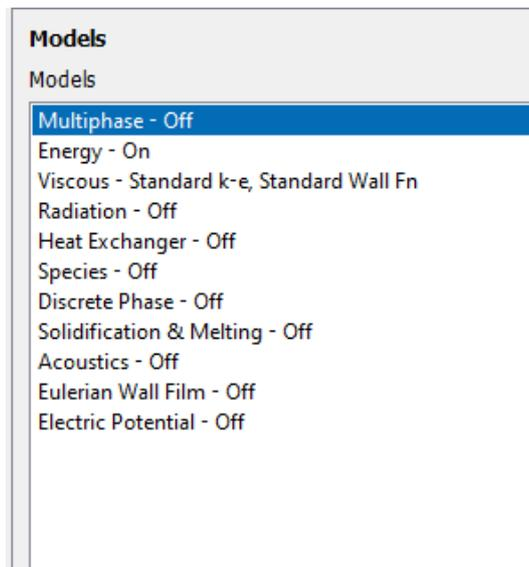 Models
Models
Multiphase - Off
Energy - On
Viscous - Standard k-e, Standard Wall Fn
Radiation - Off
Heat Exchanger - Off
Species - Off
Discrete Phase - Off
Solidification & Melting - Off
Acoustics - Off
Eulerian Wall Film - Off
Electric Potential - Off